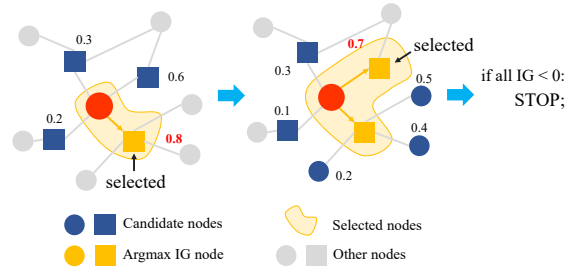 0.3
0.6
0.2
0.8
selected
0.7
selected
0.3
0.5
0.1
0.4
0.2
if all IG < 0:
STOP;
Candidate nodes
Selected nodes
Argmax IG node
Other nodes